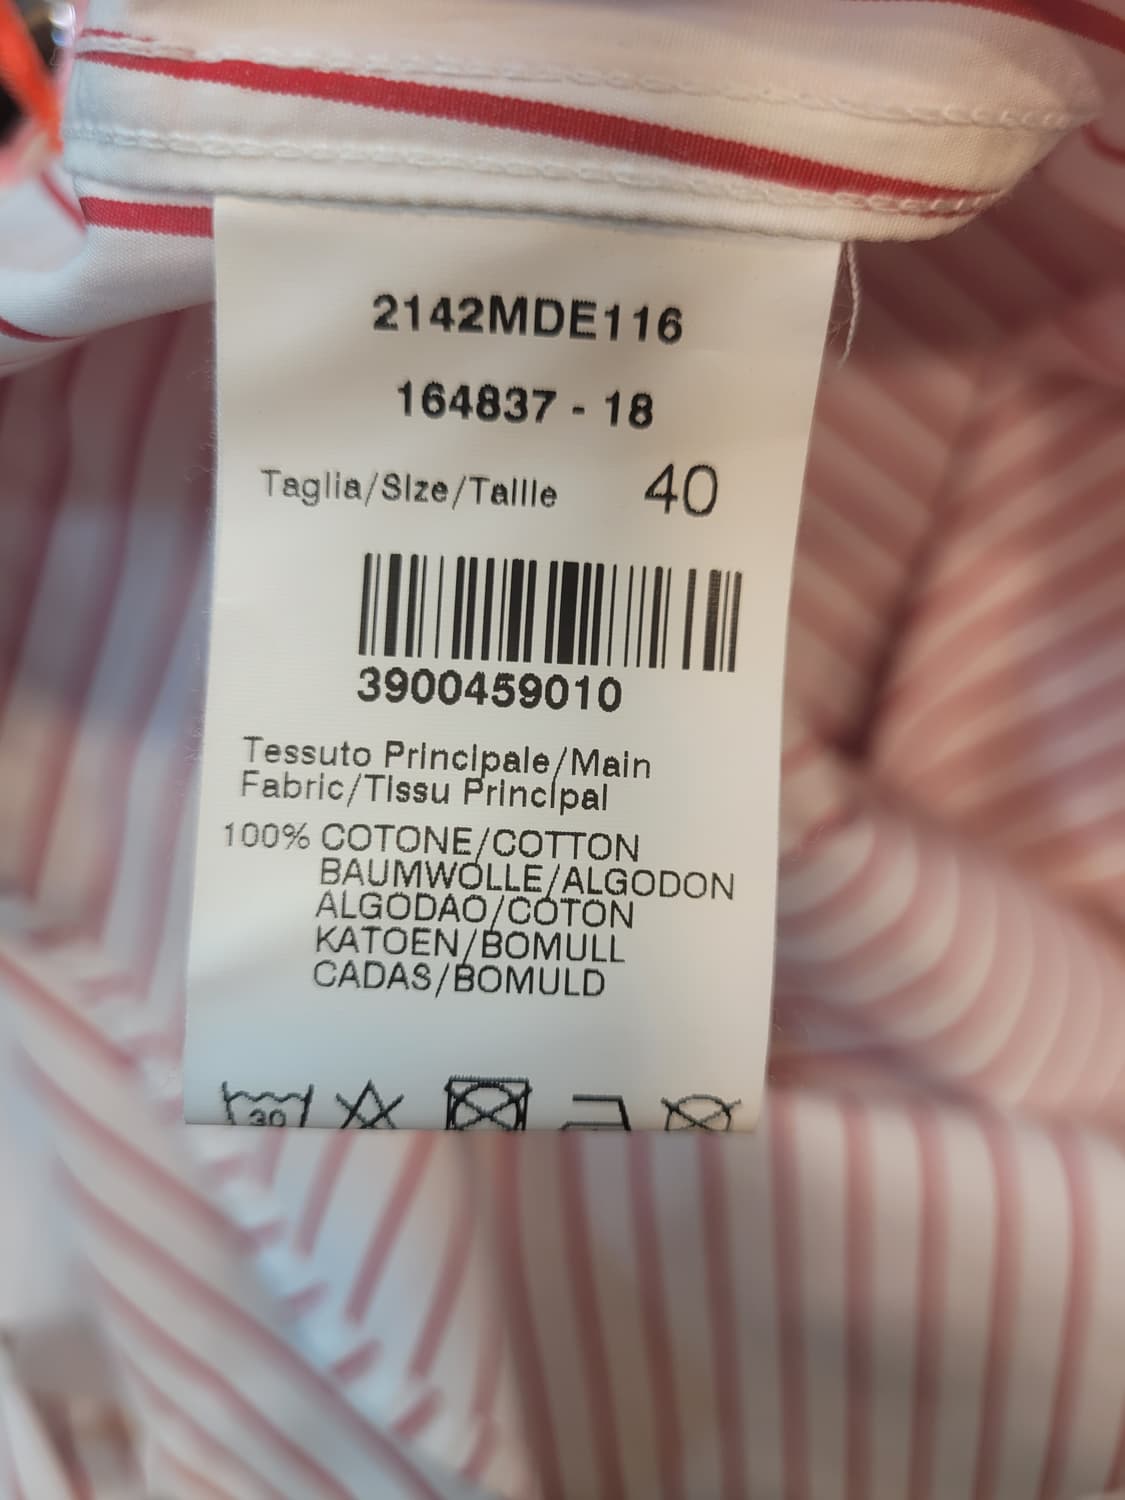 2142MDE116
164837 - 18
Taglia/SIze/TaIlle 40
3900459010
Tessuto PrIncIpale/Main
Fabric/TIssu PrIncIpal
100% COTONE/COTTON
BAUMWOLLE/ALGODON
ALGODAO/COTON
KATOEN/BOMULL
CADAS/BOMULD
30